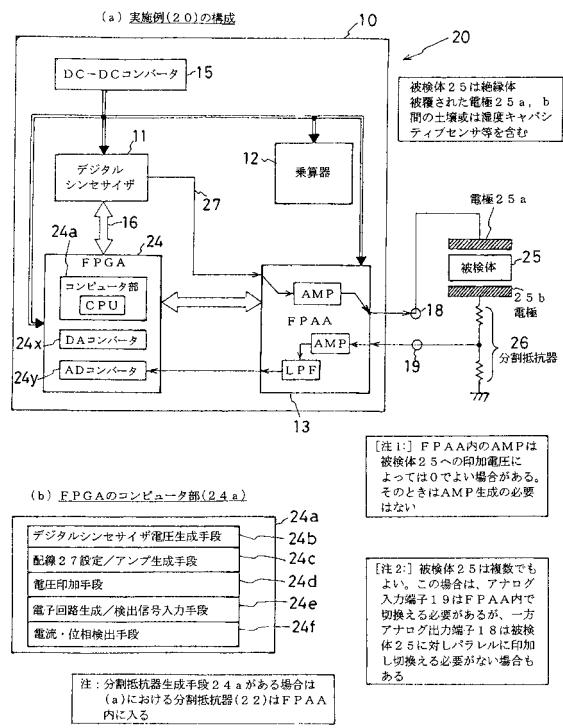 (a) 実施例(20)の構成
10
20
DC-DCコンバータ
15
被検体25は絶縁体
被覆された電極25a,b
間の土壌或は湿度キャパシ
ティブセンサ等を含む
11
デジタル
シンセサイザ
12
乗算器
27
16
24
電極25a
24a
FPGA
25
コンピュータ部
CPU
被検体
AMP
25b
電極
18
FPAA
DAコンバータ
24x
AMP
26
分割抵抗器
24y
ADコンバータ
LPF
19
13
[注1:] FPAA内のAMPは
被検体25への印加電圧に
よっては0でよい場合がある。
そのときはAMP生成の必要
はない
(b) FPGAのコンピュータ部(24a)
24a
デジタルシンセサイザ電圧生成手段
24b
配線27設定/アンプ生成手段
24c
電圧印加手段
24d
電子回路生成/検出信号入力手段
24e
電流・位相検出手段
24f
[注2:] 被検体25は複数でも
よい。この場合は、アナログ
入力端子19はFPAA内で
切換える必要があるが、一方
アナログ出力端子18は被検
体25に対しパラレルに印加
し切換える必要がない場合も
ある
注:分割抵抗器生成手段24aがある場合は
(a)における分割抵抗器(22)はFPAA
内に入る